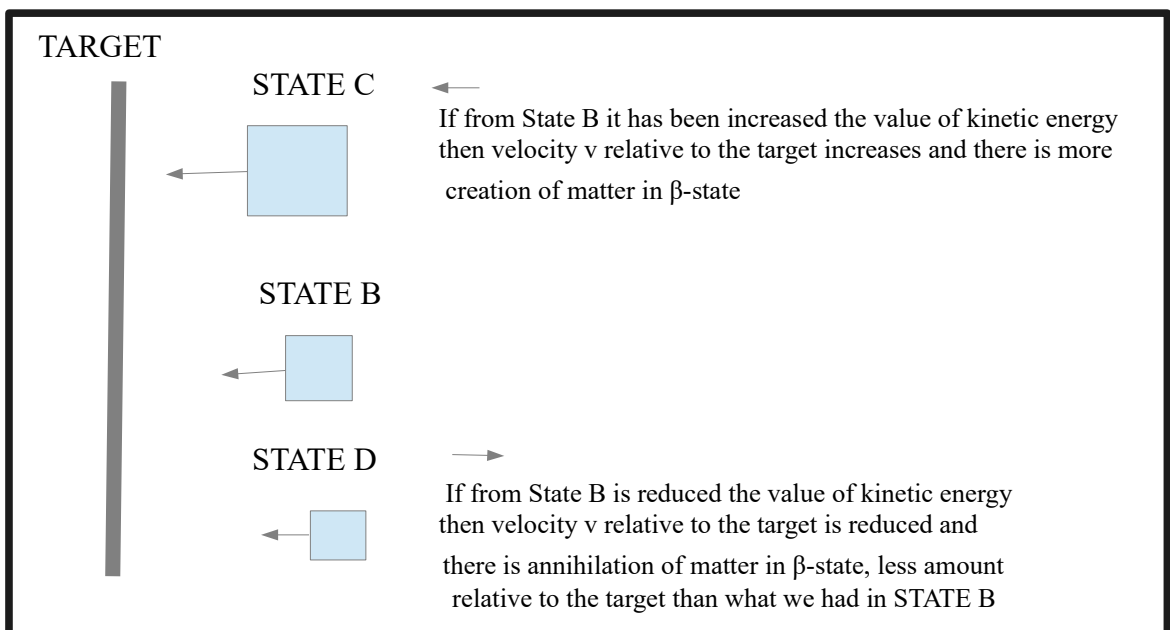 TARGET
STATE C
If from State B it has been increased the value of kinetic energy
then velocity v relative to the target increases and there is more
creation of matter in β-state
STATE B
STATE D
If from State B is reduced the value of kinetic energy
then velocity v relative to the target is reduced and
there is annihilation of matter in β-state, less amount
relative to the target than what we had in STATE B